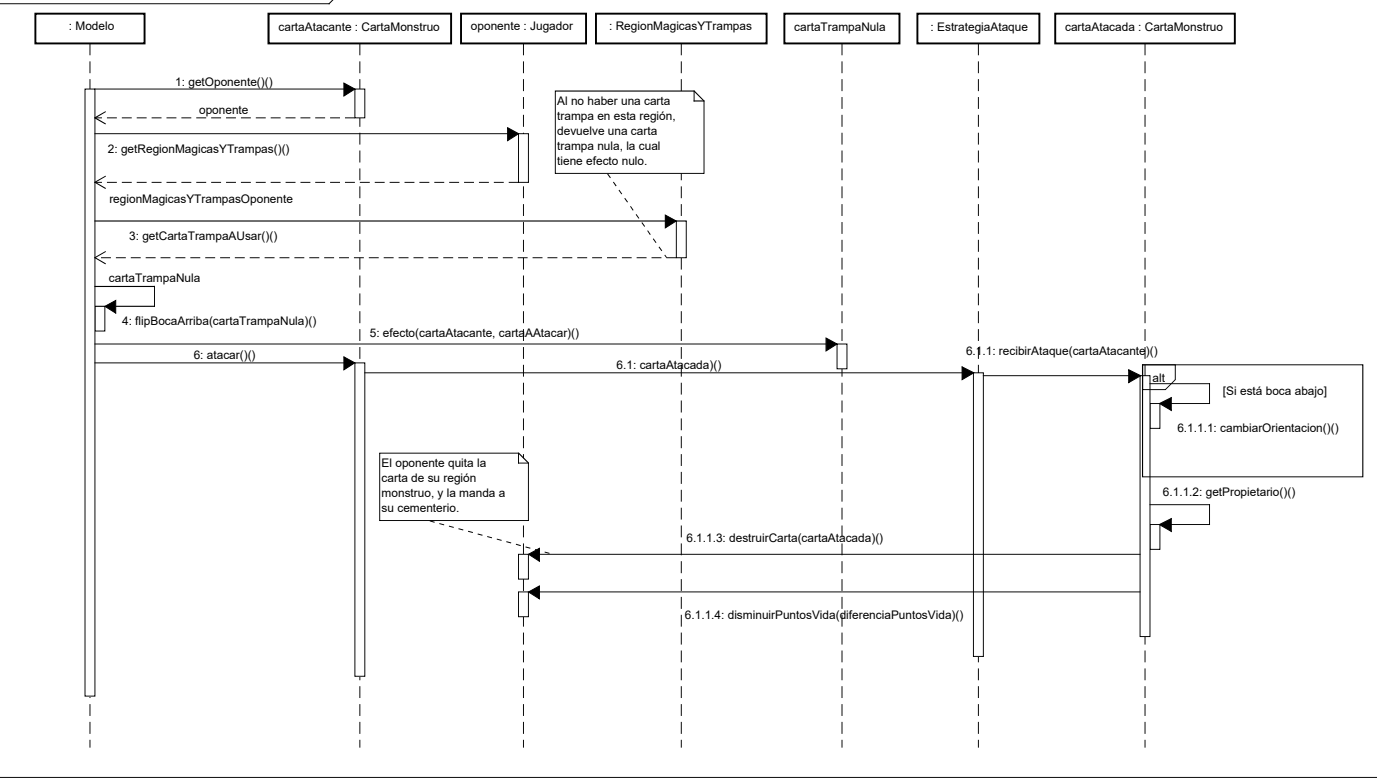 : Modelo
cartaAtacante : CartaMonstruo
oponente : Jugador
: RegionMagicasYTrampas
cartaTrampaNula
: EstrategiaAtaque
cartaAtacada : CartaMonstruo
1: getOponente()()
oponente
Al no haber una carta
trampa en esta región,
devuelve una carta
trampa nula, la cual
tiene efecto nulo.
2: getRegionMagicasYTrampas()()
regionMagicasYTrampasOponente
3: getCartaTrampaAUsar()()
cartaTrampaNula
4: flipBocaArriba(cartaTrampaNula)()
5: efecto(cartaAtacante, cartaAAtacar)()
6: atacar()()
6.1: cartaAtacada)()
6.1.1: recibirAtaque(cartaAtacante)()
alt
[Si está boca abajo]
6.1.1.1: cambiarOrientacion()()
El oponente quita la
carta de su región
monstruo, y la manda a
su cementerio.
6.1.1.2: getPropietario()()
6.1.1.3: destruirCarta(cartaAtacada)()
6.1.1.4: disminuirPuntosVida(diferenciaPuntosVida)()